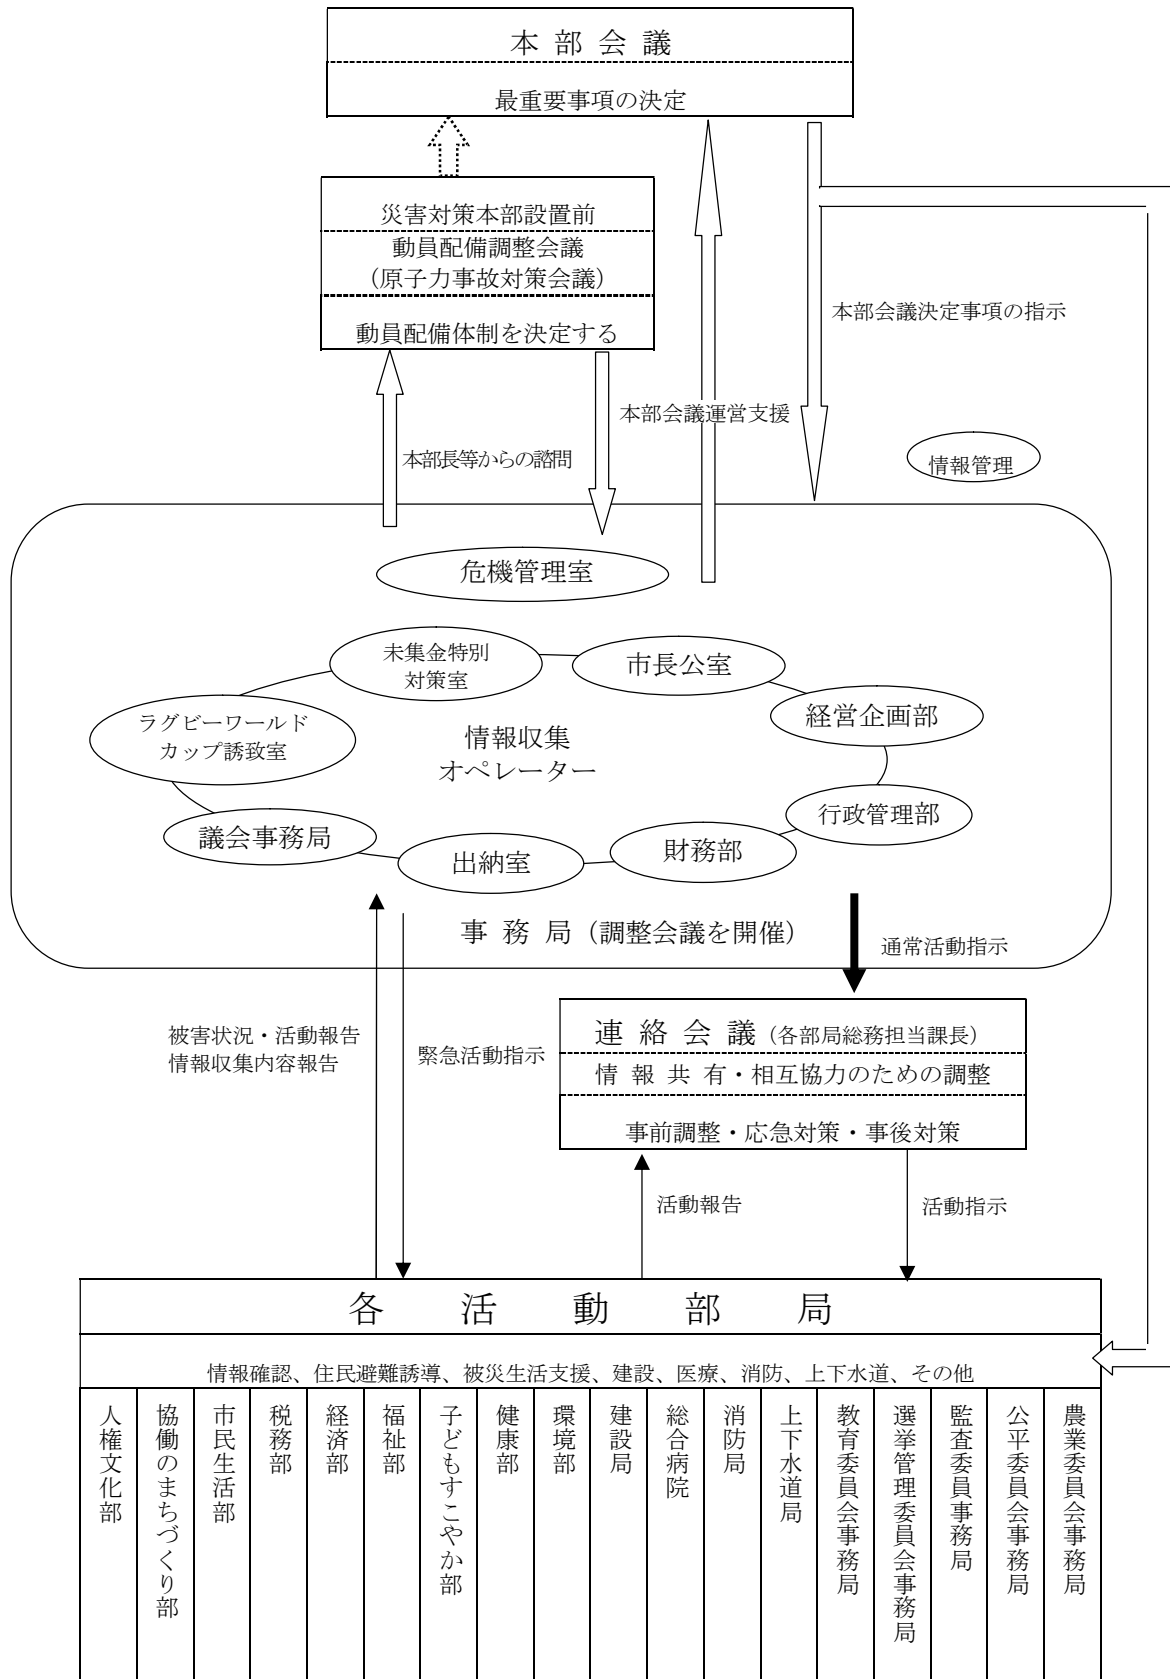 本部会議
最重要事項の決定
災害対策本部設置前
動員配備調整会議
（原子力事故対策会議）
動員配備体制を決定する
本部会議決定事項の指示
本部会議運営支援
本部長等からの諮問
情報管理
危機管理室
未集金特別
対策室
市長公室
ラグビーワールド
カップ誘致室
経営企画部
情報収集
オペレーター
議会事務局
行政管理部
出納室
財務部
事務局（調整会議を開催）
通常活動指示
被害状況・活動報告
情報収集内容報告
緊急活動指示
連絡会議（各部局総務担当課長）
情報共有・相互協力のための調整
事前調整・応急対策・事後対策
活動報告
活動指示
各活動部局
情報確認、住民避難誘導、被災生活支援、建設、医療、消防、上下水道、その他
人権文化部
協働のまちづくり部
市民生活部
税務部
経済部
福祉部
子どもすこやか部
健康部
環境部
建設局
総合病院
消防局
上下水道局
教育委員会事務局
選挙管理委員会事務局
監査委員事務局
公平委員会事務局
農業委員会事務局